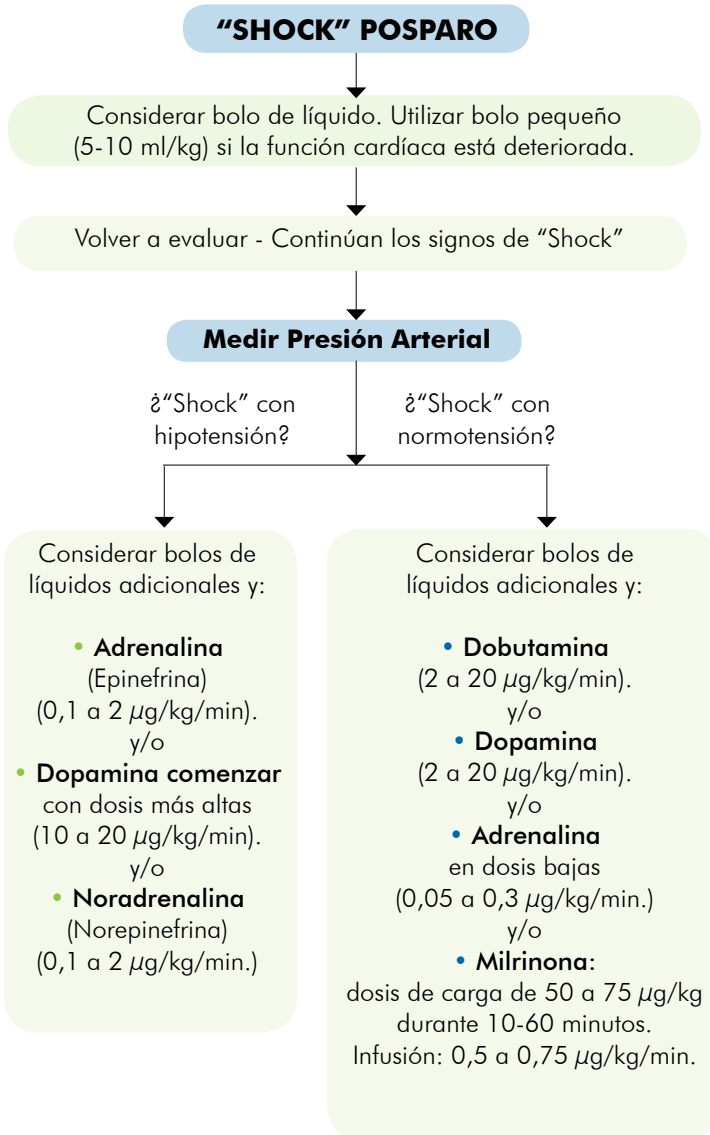 “SHOCK” POSPARO
Considerar bolo de líquido. Utilizar bolo pequeño
(5-10 ml/kg) si la función cardíaca está deteriorada.
Volver a evaluar - Continúan los signos de “Shock”
Medir Presión Arterial
¿“Shock” con
hipotensión?
¿“Shock” con
normotensión?
Considerar bolos de
líquidos adicionales y:
• Adrenalina
(Epinefrina)
(0,1 a 2 µg/kg/min).
y/o
• Dopamina comenzar
con dosis más altas
(10 a 20 µg/kg/min).
y/o
• Noradrenalina
(Norepinefrina)
(0,1 a 2 µg/kg/min.)
Considerar bolos de
líquidos adicionales y:
• Dobutamina
(2 a 20 µg/kg/min).
y/o
• Dopamina
(2 a 20 µg/kg/min).
y/o
• Adrenalina
en dosis bajas
(0,05 a 0,3 µg/kg/min.)
y/o
• Milrinona:
dosis de carga de 50 a 75 µg/kg
durante 10-60 minutos.
Infusión: 0,5 a 0,75 µg/kg/min.